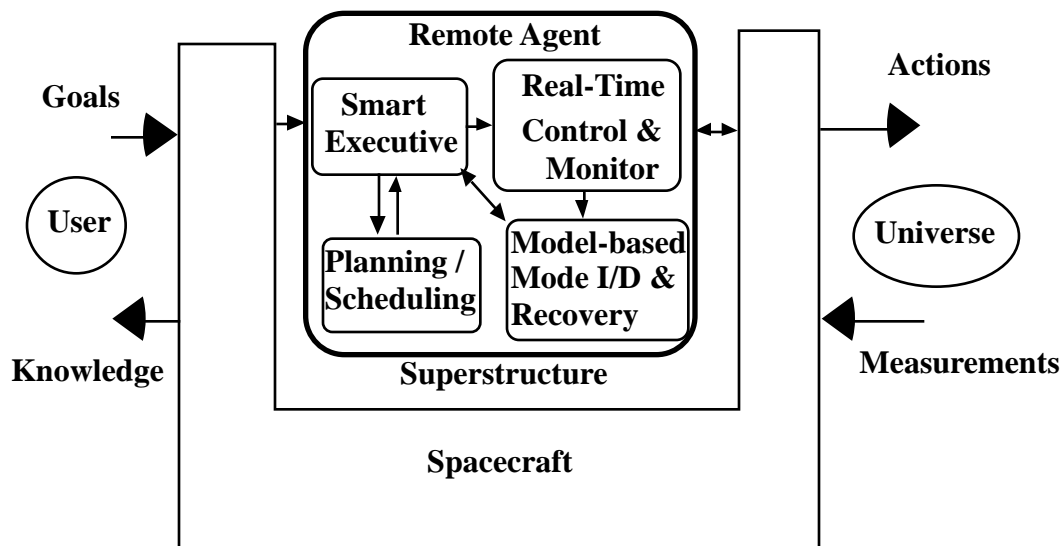 Remote Agent
Goals
Actions
Smart
Executive
Real-Time
Control &
Monitor
User
Universe
Planning /
Scheduling
Model-based
Mode I/D &
Recovery
Knowledge
Measurements
Superstructure
Spacecraft